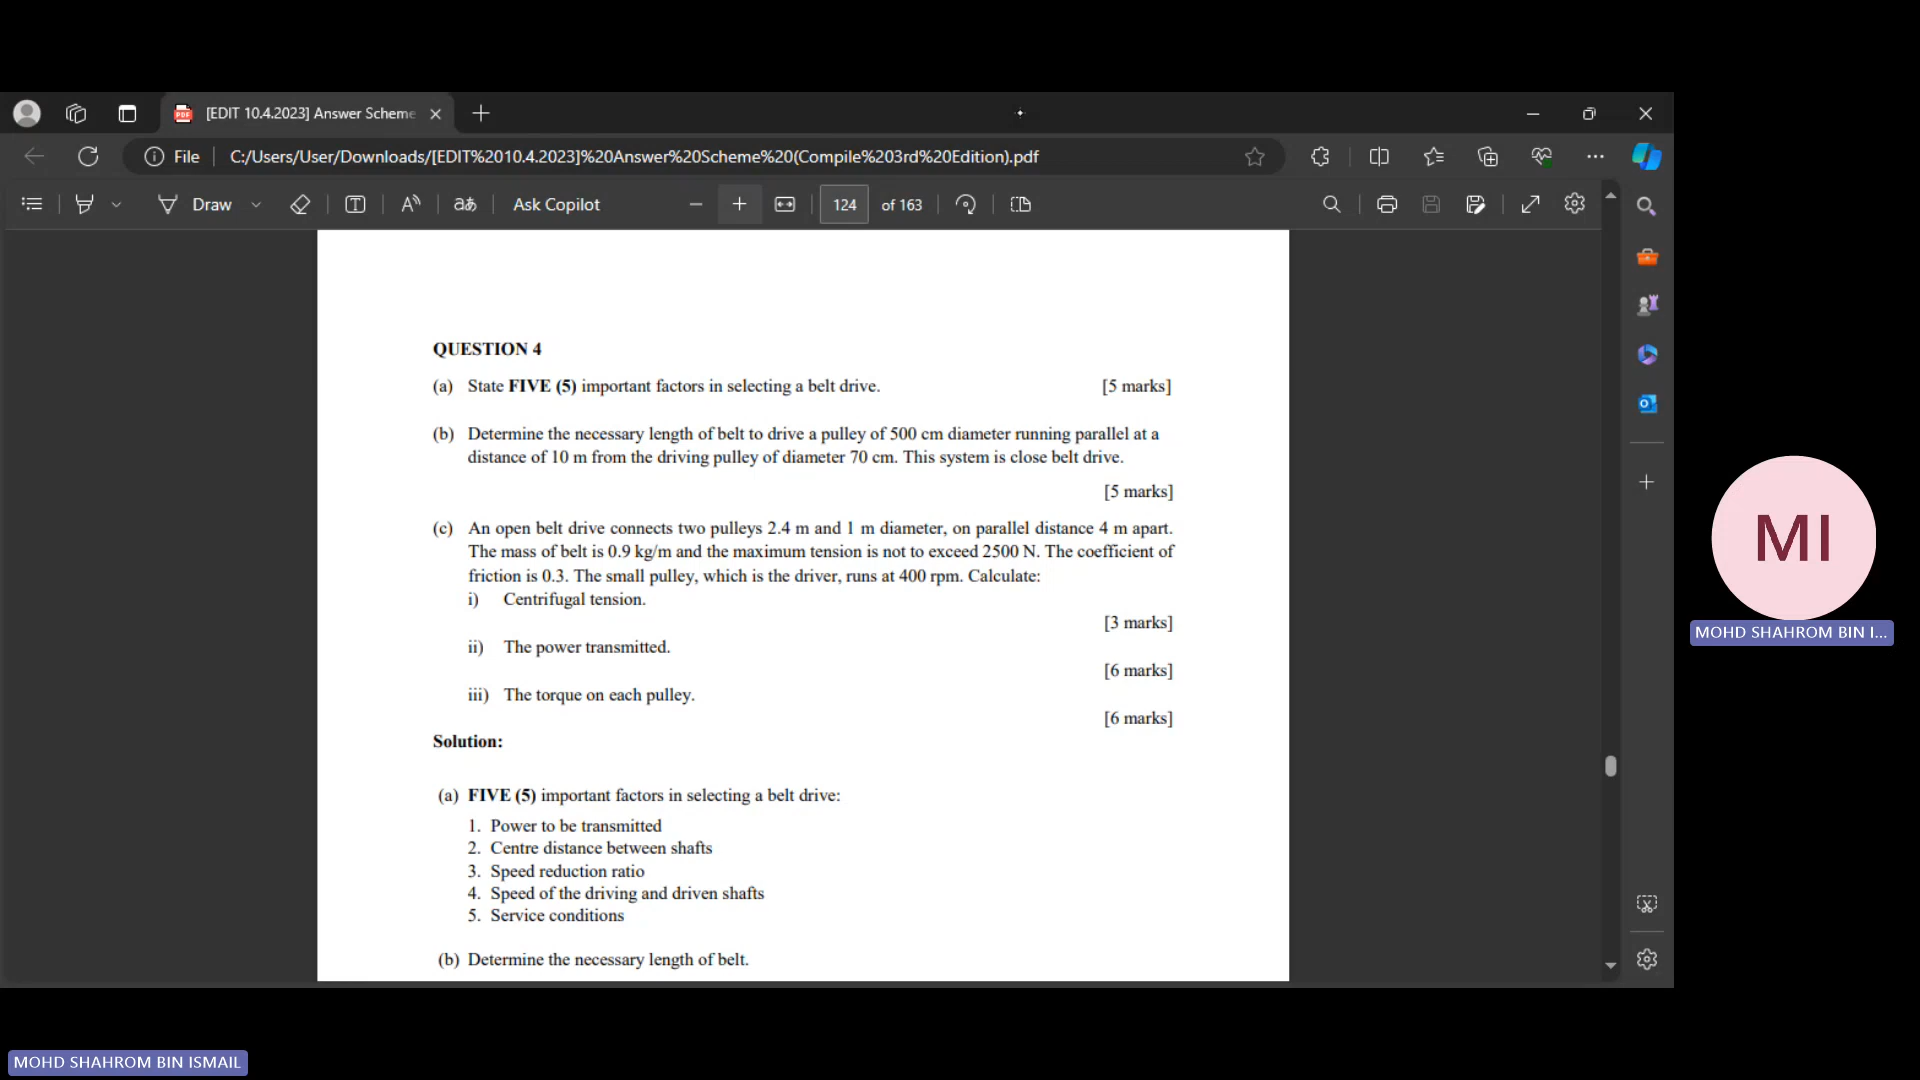 [EDIT 10.4.2023] Answer Scheme
File
C:/Users/User/Downloads/[EDIT%2010.4.2023]%20Answer%20Scheme%20(Compile%203rd%20Edition).pdf
Draw
aあ
Ask Copilot
124 of 163
QUESTION 4
(a) State FIVE (5) important factors in selecting a belt drive. [5 marks]
(b) Determine the necessary length of belt to drive a pulley of 500 cm diameter running parallel at a
distance of 10 m from the driving pulley of diameter 70 cm. This system is close belt drive.
[5 marks]
(c) An open belt drive connects two pulleys 2.4 m and 1 m diameter, on parallel distance 4 m apart.
The mass of belt is 0.9 kg/m and the maximum tension is not to exceed 2500 N. The coefficient of
friction is 0.3. The small pulley, which is the driver, runs at 400 rpm. Calculate:
i) Centrifugal tension.
[3 marks]
ii) The power transmitted.
[6 marks]
iii) The torque on each pulley.
[6 marks]
Solution:
(a) FIVE (5) important factors in selecting a belt drive:
1. Power to be transmitted
2. Centre distance between shafts
3. Speed reduction ratio
4. Speed of the driving and driven shafts
5. Service conditions
(b) Determine the necessary length of belt.
MI
MOHD SHAHROM BIN I...
MOHD SHAHROM BIN ISMAIL